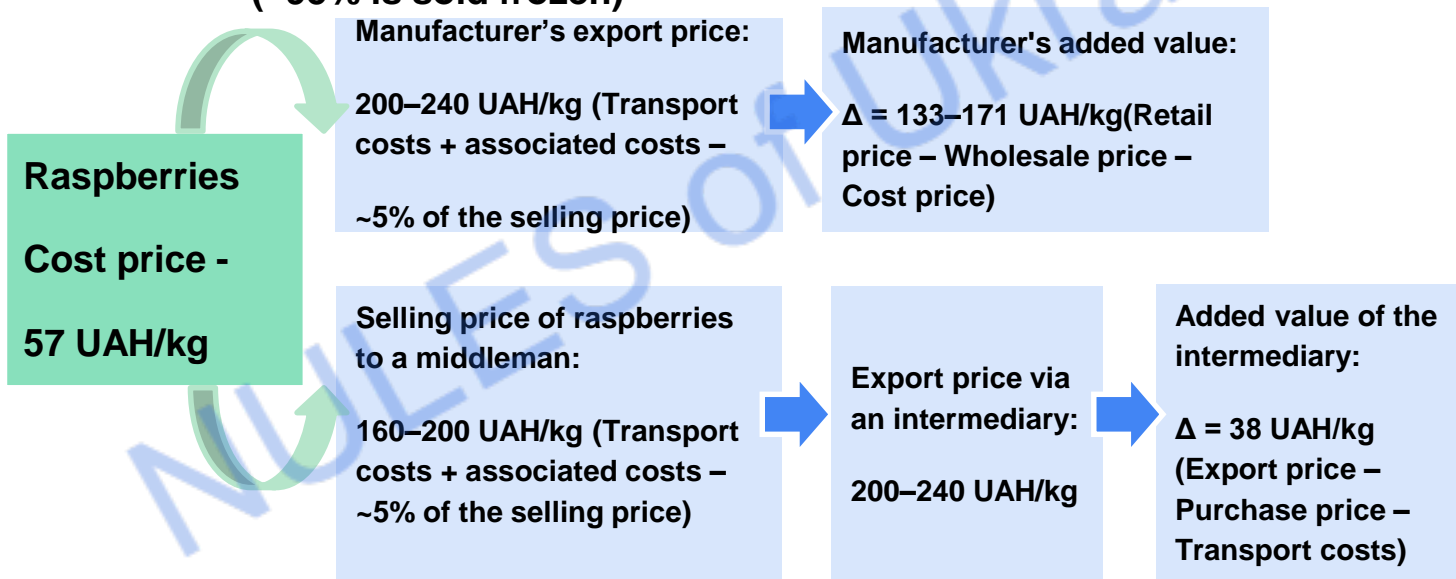 Manufacturer’s export price:
200–240 UAH/kg (Transport
costs + associated costs –
~5% of the selling price)
Manufacturer's added value:
Δ = 133–171 UAH/kg(Retail
price – Wholesale price –
Cost price)
Raspberries
Cost price -
57 UAH/kg
Selling price of raspberries
to a middleman:
160–200 UAH/kg (Transport
costs + associated costs –
~5% of the selling price)
Export price via
an intermediary:
200–240 UAH/kg
Added value of the
intermediary:
Δ = 38 UAH/kg
(Export price –
Purchase price –
Transport costs)
NULES of Ukra